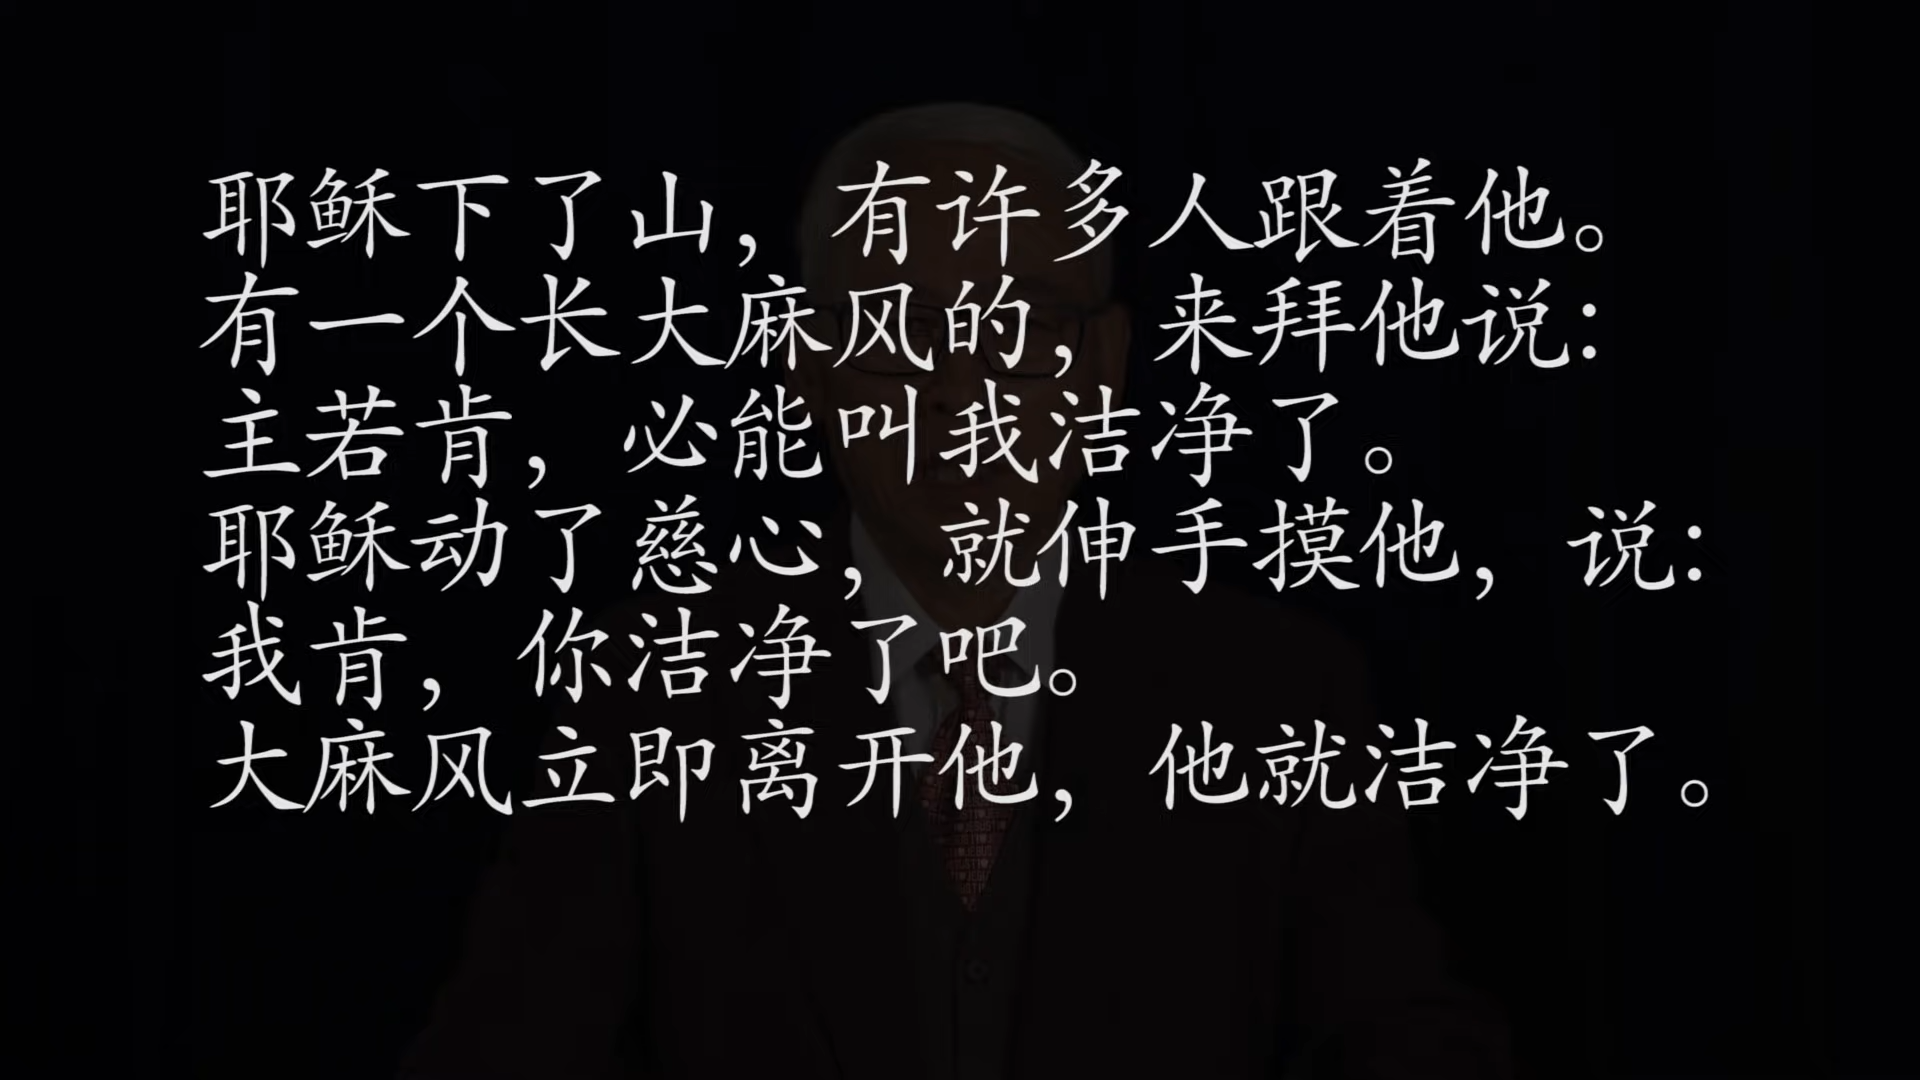 耶稣下了山，有许多人跟着他。
有一个长大麻风的，来拜他说：
主若肯，必能叫我洁净了。
耶稣动了慈心，就伸手摸他，说：
我肯，你洁净了吧。
大麻风立即离开他，他就洁净了。